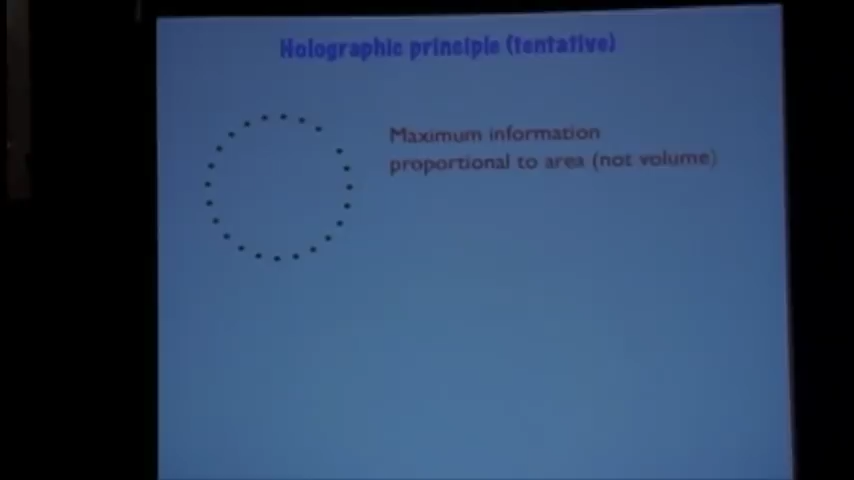 Holographic principle (tentative)
Maximum information
proportional to area (not volume)